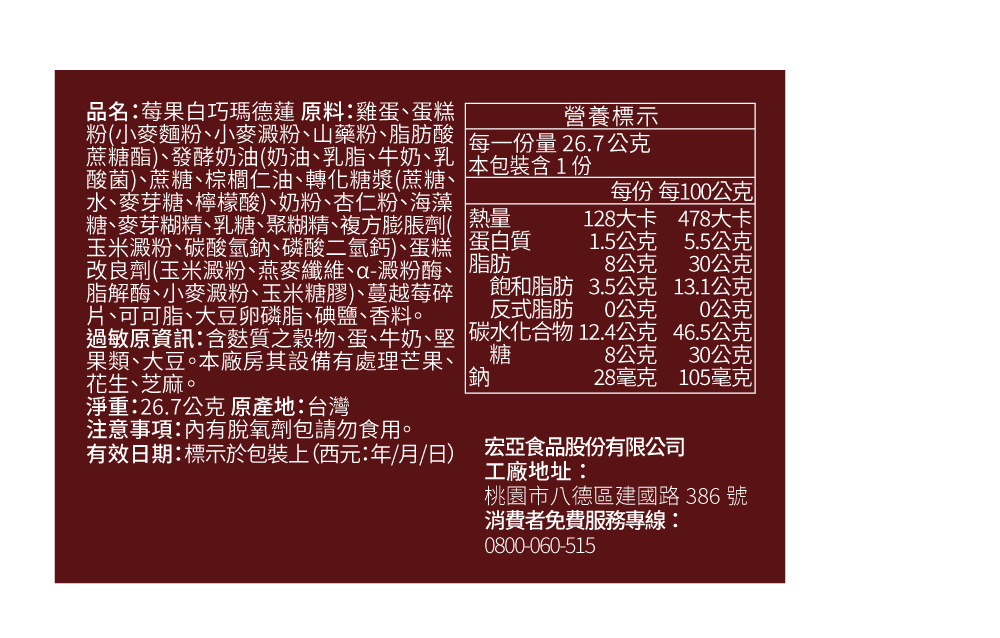 品名:莓果白巧瑪德蓮 原料:雞蛋、蛋糕
粉(小麥麵粉、小麥澱粉、山藥粉、脂肪酸
蔗糖酯)、發酵奶油(奶油、乳脂、牛奶、乳
酸菌)、蔗糖、棕櫚仁油、轉化糖漿(蔗糖、
水、麥芽糖、檸檬酸)、奶粉、杏仁粉、海藻
糖、麥芽糊精、乳糖、聚糊精、複方膨脹劑(
玉米澱粉、碳酸氫鈉、磷酸二氫鈣)、蛋糕
改良劑(玉米澱粉、燕麥纖維、α-澱粉酶、
脂解酶、小麥澱粉、玉米糖膠)、蔓越莓碎
片、可可脂、大豆卵磷脂、碘鹽、香料。
過敏原資訊:含麩質之穀物、蛋、牛奶、堅
果類、大豆。本廠房其設備有處理芒果、
花生、芝麻。
淨重:26.7公克 原產地:台灣
注意事項:內有脫氧劑包請勿食用。
有效日期:標示於包裝上(西元:年/月/日)
營養標示
每一份量 26.7 公克
本包裝含 1 份
每份 每100公克
熱量 128大卡 478大卡
蛋白質 1.5公克 5.5公克
脂肪 8公克 30公克
飽和脂肪 3.5公克 13.1公克
反式脂肪 0公克 0公克
碳水化合物 12.4公克 46.5公克
糖 8公克 30公克
鈉 28毫克 105毫克
宏亞食品股份有限公司
工廠地址:
桃園市八德區建國路 386 號
消費者免費服務專線:
0800-060-515